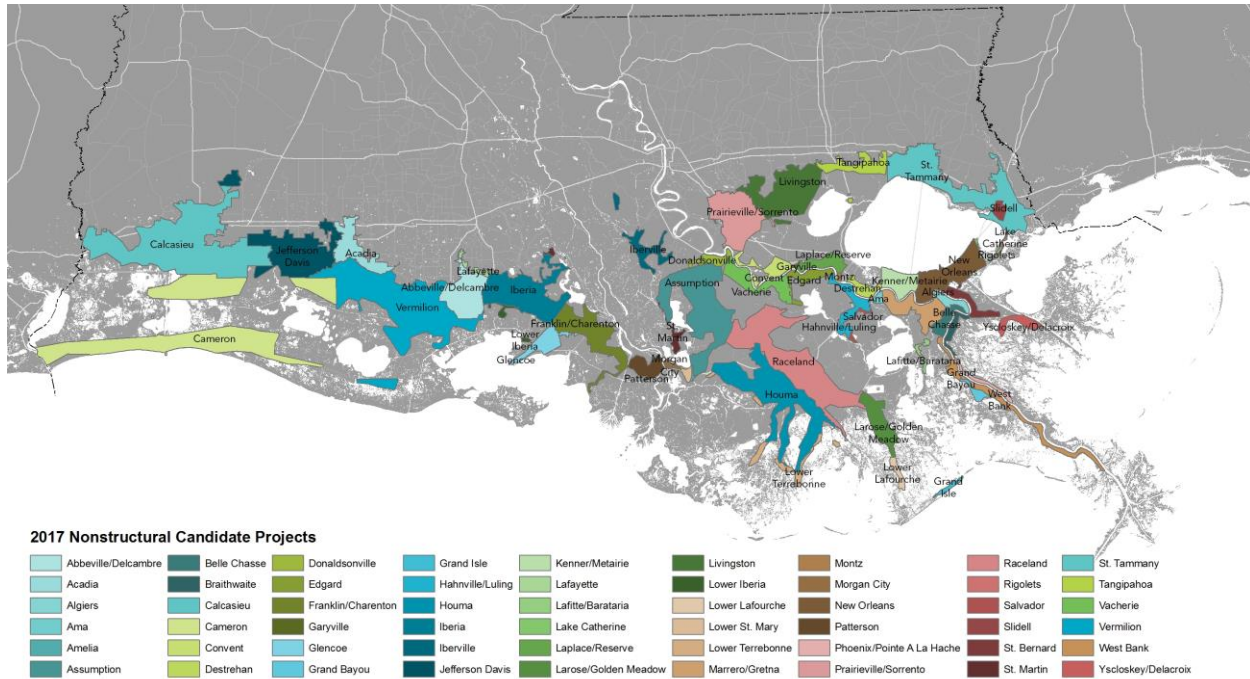 Tangipahoa
St.
Tammany
Livingston
Slidell
Prairieville/Sorrento
Lake
Catherine
Rigolets
Calcasieu
Jefferson
Davis
Acadia
Iberville
Donaldsonville
Laplace/Reserve
Garyville
New
Orleans
Lafayette
Convent
Edgard
Montz
Kenner/Metairie
Abbeville/Delcambre
Iberia
Assumption
Vacherie
Destrehan
Ama
Algiers
Vermilion
Salvador
Hahnville/Luling
Belle
Chasse
Yscloskey/Delacroix
Franklin/Charenton
St.
Martin
Cameron
Lower
Iberia
Glencoe
Morgan
City
Patterson
Raceland
Lafitte/Barataria
Grand
Bayou
West
Bank
Houma
Larose/Golden
Meadow
Lower
Terrebonne
Lower
Lafourche
Grand
Isle
2017 Nonstructural Candidate Projects
Abbeville/Delcambre
Acadia
Algiers
Ama
Amelia
Assumption
Belle Chasse
Braithwaite
Calcasieu
Cameron
Convent
Destrehan
Donaldsonville
Edgard
Franklin/Charenton
Garyville
Glencoe
Grand Bayou
Grand Isle
Hahnville/Luling
Houma
Iberia
Iberville
Jefferson Davis
Kenner/Metairie
Lafayette
Lafitte/Barataria
Lake Catherine
Laplace/Reserve
Larose/Golden Meadow
Livingston
Lower Iberia
Lower Lafourche
Lower St. Mary
Lower Terrebonne
Marrero/Gretna
Montz
Morgan City
New Orleans
Patterson
Phoenix/Pointe A La Hache
Prairieville/Sorrento
Raceland
Rigolets
Salvador
Slidell
St. Bernard
St. Martin
St. Tammany
Tangipahoa
Vacherie
Vermilion
West Bank
Yscloskey/Delacroix